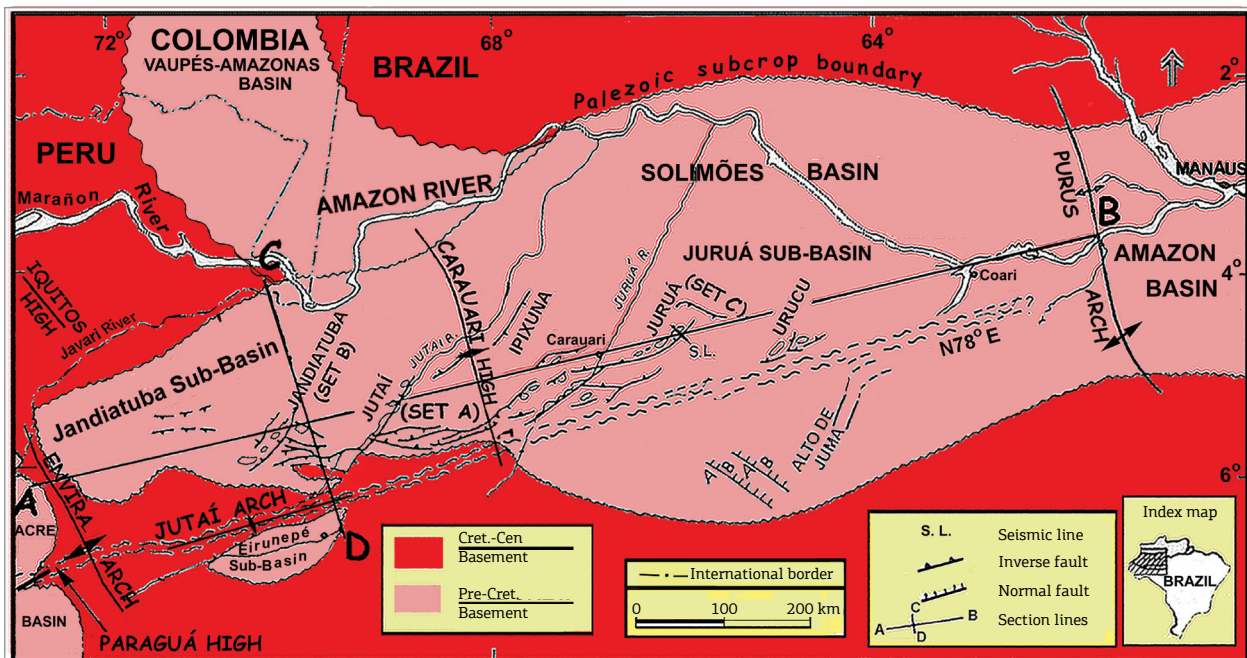 72°
68°
64°
2°
COLOMBIA
VAUPÉS-AMAZONAS
BASIN
BRAZIL
Palezoic subcrop boundary
PERU
Marañon
River
AMAZON RIVER
SOLIMÕES BASIN
PURUS
ARCH
MANAUS
B
AMAZON
BASIN
4°
C
IQUITOS
HIGH
Javari River
CARAUARI HIGH
JURUÁ R.
JURUÁ SUB-BASIN
Coari
JURUÁ
(SET C)
IPIXUNA
URUCU
Carauari
S.L.
N78°E
?
JANDIATUBA
(SET B)
JUTAI R.
JUTAÍ
(SET A)
Jandiatuba Sub-Basin
ALTO DE
JUMA
A
B
A
B
6°
A
ENVIRA
ARCH
ACRE
BASIN
JUTAÍ ARCH
D
Eirunepé
Sub-Basin
PARAGUÁ HIGH
Cret.-Cen
Basement
Pre-Cret.
Basement
International border
0 100 200 km
S. L. Seismic line
Inverse fault
Normal fault
C
A B
D
Section lines
Index map
BRAZIL